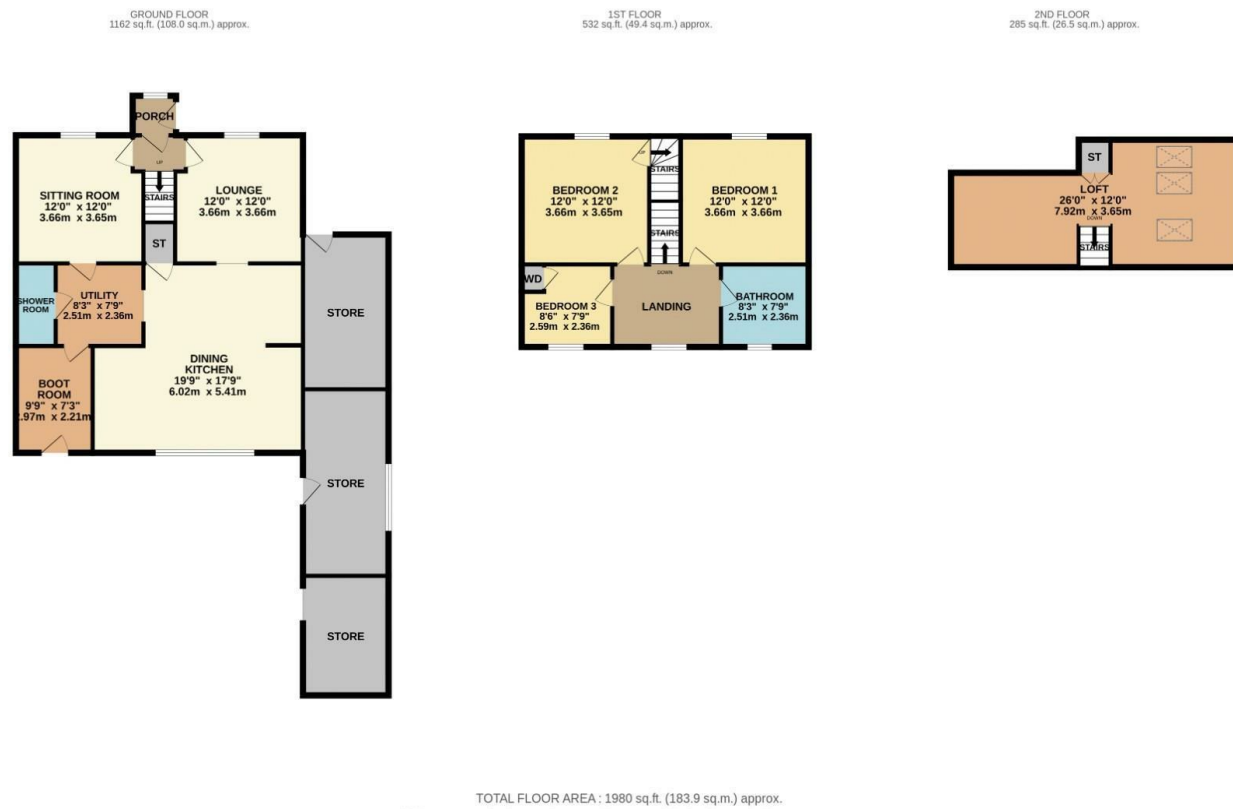 GROUND FLOOR
1162 sq.ft. (108.0 sq.m.) approx.
PORCH
UP
SITTING ROOM
12'0" x 12'0"
3.66m x 3.65m
STAIRS
LOUNGE
12'0" x 12'0"
3.66m x 3.66m
ST
SHOWER
ROOM
UTILITY
8'3" x 7'9"
2.51m x 2.36m
STORE
BOOT
ROOM
9'9" x 7'3"
2.97m x 2.21m
DINING
KITCHEN
19'9" x 17'9"
6.02m x 5.41m
STORE
STORE
1ST FLOOR
532 sq.ft. (49.4 sq.m.) approx.
UP
STAIRS
BEDROOM 2
12'0" x 12'0"
3.66m x 3.65m
BEDROOM 1
12'0" x 12'0"
3.66m x 3.66m
STAIRS
DOWN
WD
BEDROOM 3
8'6" x 7'9"
2.59m x 2.36m
LANDING
BATHROOM
8'3" x 7'9"
2.51m x 2.36m
2ND FLOOR
285 sq.ft. (26.5 sq.m.) approx.
ST
LOFT
26'0" x 12'0"
7.92m x 3.65m
DOWN
STAIRS
TOTAL FLOOR AREA : 1980 sq.ft. (183.9 sq.m.) approx.